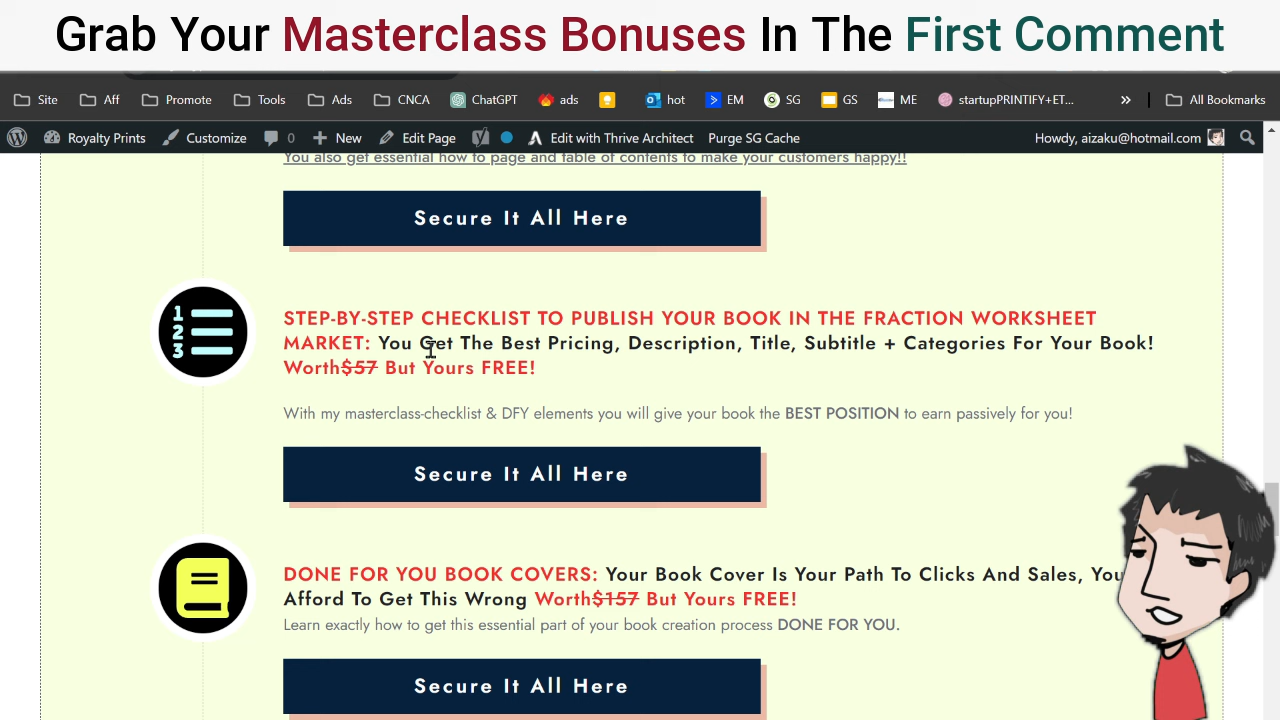 Grab Your Masterclass Bonuses In The First Comment
Site Aff Promote Tools Ads CNCA ChatGPT ads hot EM SG GS ME startupPRINTIFY+ET... » All Bookmarks
Royalty Prints Customize 0 New Edit Page Edit with Thrive Architect Purge SG Cache Howdy, aizaku@hotmail.com
You also get essential how to page and table of contents to make your customers happy!!
Secure It All Here
STEP-BY-STEP CHECKLIST TO PUBLISH YOUR BOOK IN THE FRACTION WORKSHEET
MARKET: You Get The Best Pricing, Description, Title, Subtitle + Categories For Your Book!
Worth$57 But Yours FREE!
With my masterclass-checklist & DFY elements you will give your book the BEST POSITION to earn passively for you!
Secure It All Here
DONE FOR YOU BOOK COVERS: Your Book Cover Is Your Path To Clicks And Sales, You
Afford To Get This Wrong Worth$157 But Yours FREE!
Learn exactly how to get this essential part of your book creation process DONE FOR YOU.
Secure It All Here